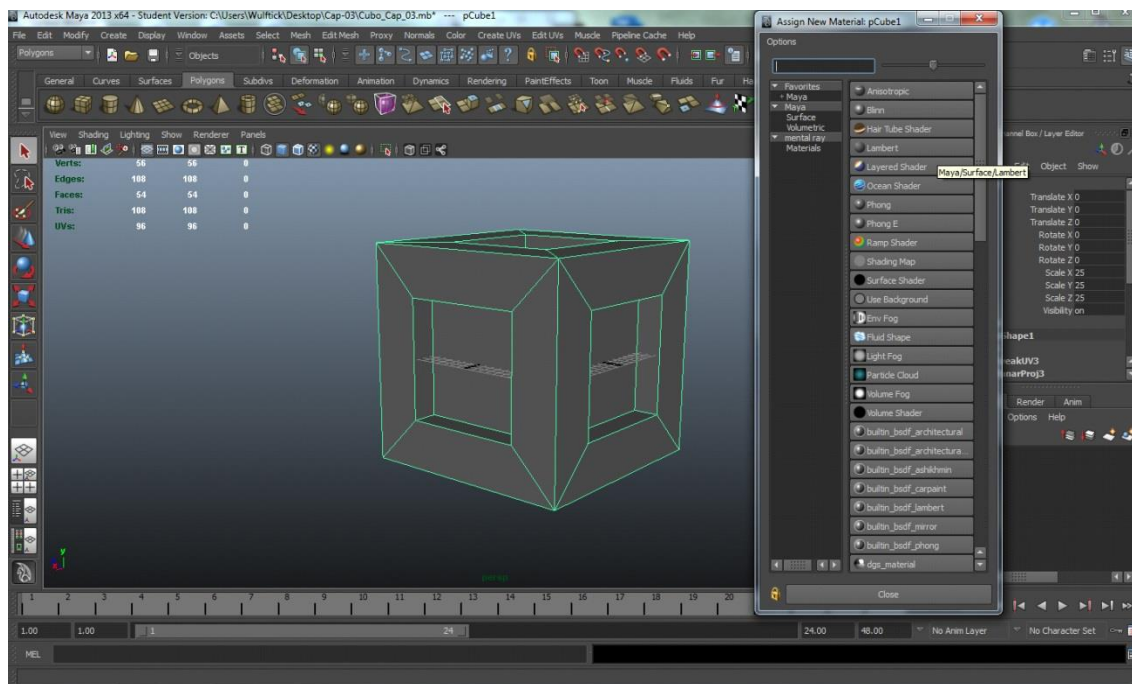 Autodesk Maya 2013 x64 - Student Version: C:\Users\Wulftick\Desktop\Cap-03\Cubo_Cap_03.mb* --- pCube1
File Edit Modify Create Display Window Assets Select Mesh Edit Mesh Proxy Normals Color Create UVs Edit UVs Muscle Pipeline Cache Help
Polygons Objects
General Curves Surfaces Polygons Subdivs Deformation Animation Dynamics Rendering PaintEffects Toon Muscle Fluids Fur Ha
View Shading Lighting Show Renderer Panels
Verts: 56 56 0
Edges: 108 108 0
Faces: 54 54 0
Tris: 108 108 0
UVs: 96 96 0
y
persp
Assign New Material: pCube1
Options
Favorites
Maya
Maya
Surface
Volumetric
mental ray
Materials
Anisotropic
Blinn
Hair Tube Shader
Lambert
Layered Shader
Maya/Surface/Lambert
Ocean Shader
Phong
Phong E
Ramp Shader
Shading Map
Surface Shader
Use Background
Env Fog
Fluid Shape
Light Fog
Particle Cloud
Volume Fog
Volume Shader
builtin_bsdf_architectural
builtin_bsdf_architectura...
builtin_bsdf_ashikhmin
builtin_bsdf_carpaint
builtin_bsdf_lambert
builtin_bsdf_mirror
builtin_bsdf_phong
dgs_material
Close
annel Box / Layer Editor
Edit Object Show
Translate X 0
Translate Y 0
Translate Z 0
Rotate X 0
Rotate Y 0
Rotate Z 0
Scale X 25
Scale Y 25
Scale Z 25
Visibility on
Shape1
eakUV3
narProj3
Render Anim
Options Help
1 2 3 4 5 6 7 8 9 10 11 12 13 14 15 16 17 18 19 20
1.00 1.00 1 24 24.00 48.00 No Anim Layer No Character Set
MEL